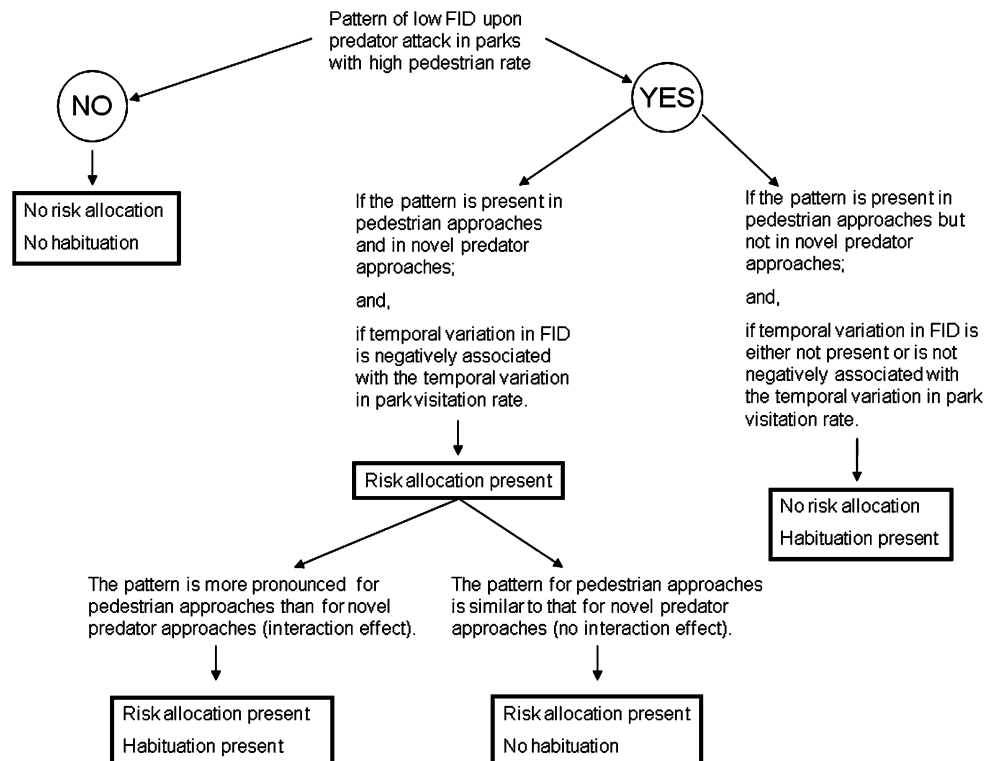 Pattern of low FID upon
predator attack in parks
with high pedestrian rate
NO
YES
No risk allocation
No habituation
If the pattern is present in
pedestrian approaches
and in novel predator
approaches;
and,
if temporal variation in FID
is negatively associated
with the temporal variation
in park visitation rate.
If the pattern is present in
pedestrian approaches but
not in novel predator
approaches;
and,
if temporal variation in FID is
either not present or is not
negatively associated with
the temporal variation in park
visitation rate.
Risk allocation present
No risk allocation
Habituation present
The pattern is more pronounced for
pedestrian approaches than for novel
predator approaches (interaction effect).
The pattern for pedestrian approaches
is similar to that for novel predator
approaches (no interaction effect).
Risk allocation present
Habituation present
Risk allocation present
No habituation